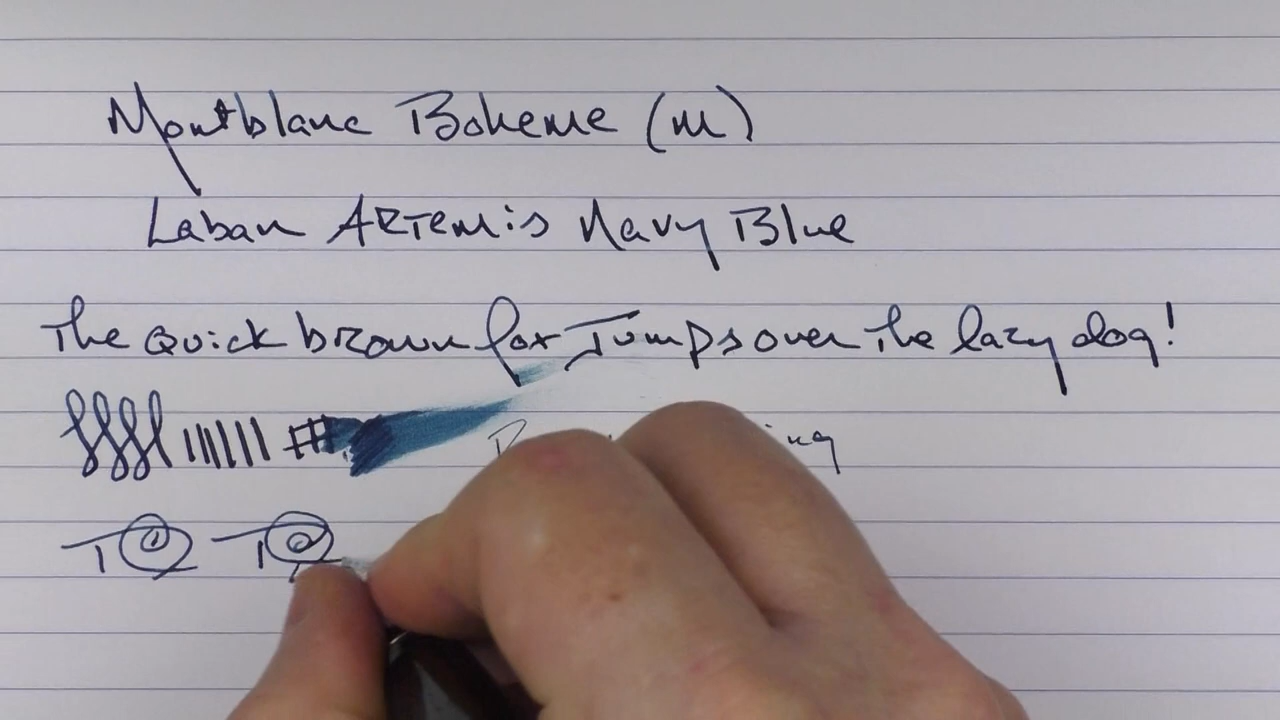 Montblanc Boheme (m)
Laban ARTEMiS Navy Blue
The Quick brown fox Jumps over The lazy dog!